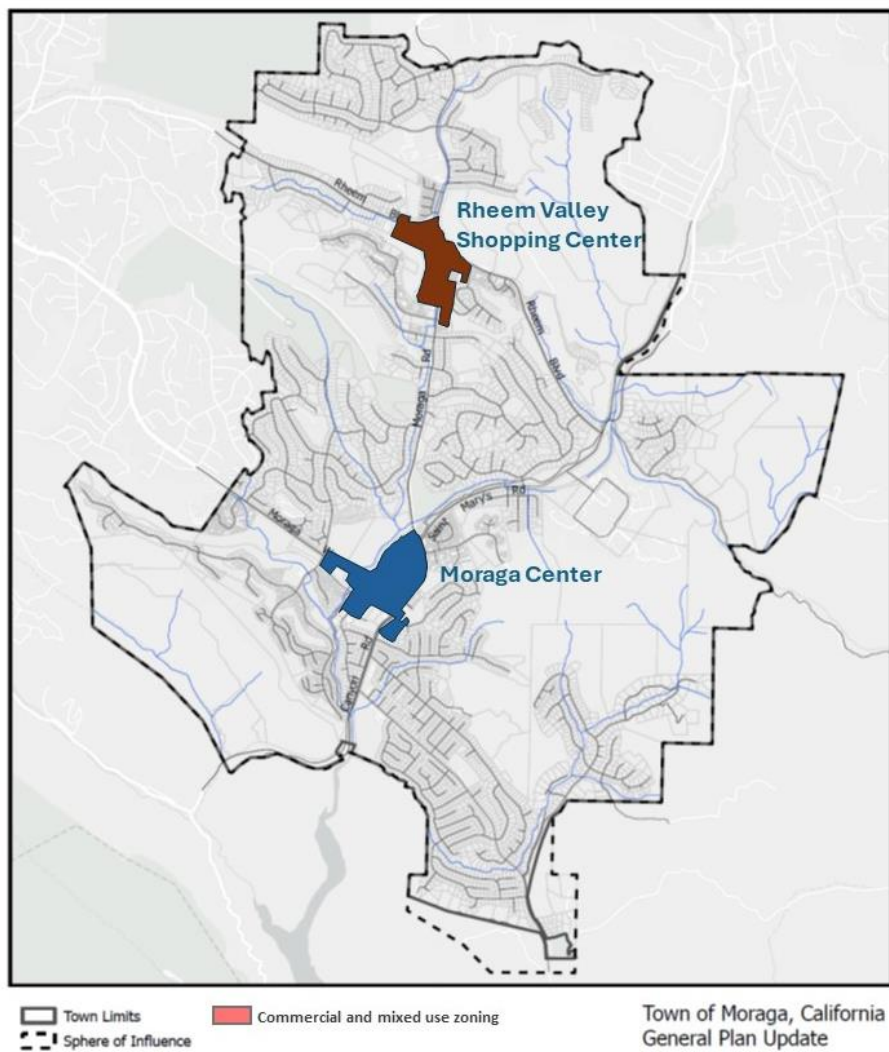 Rheem
Rheem Valley
Shopping Center
Rheem
Blvd
Moraga
Rd
Saint
Mary's
Rd
Moraga
Moraga Center
Canyon
Rd
Town Limits
Commercial and mixed use zoning
Sphere of Influence
Town of Moraga, California
General Plan Update